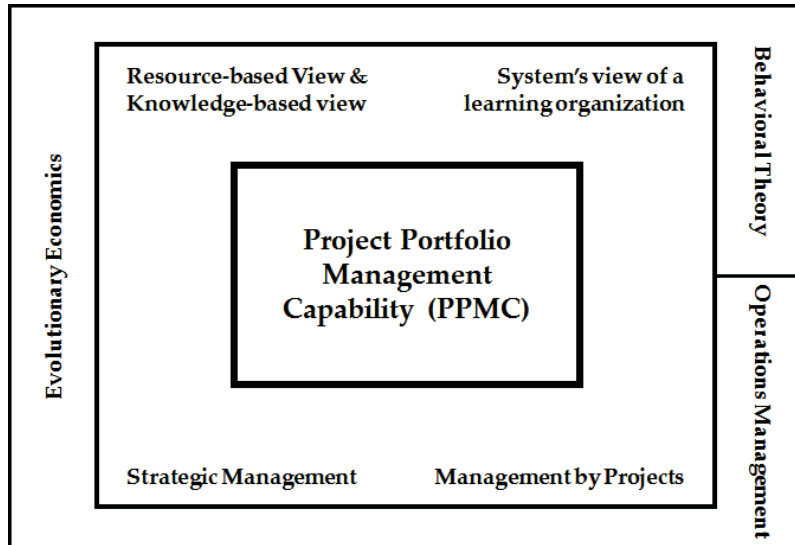 Resource-based View &
Knowledge-based view
System's view of a
learning organization
Evolutionary Economics
Behavioral Theory
Project Portfolio
Management
Capability (PPMC)
Operations Management
Strategic Management
Management by Projects